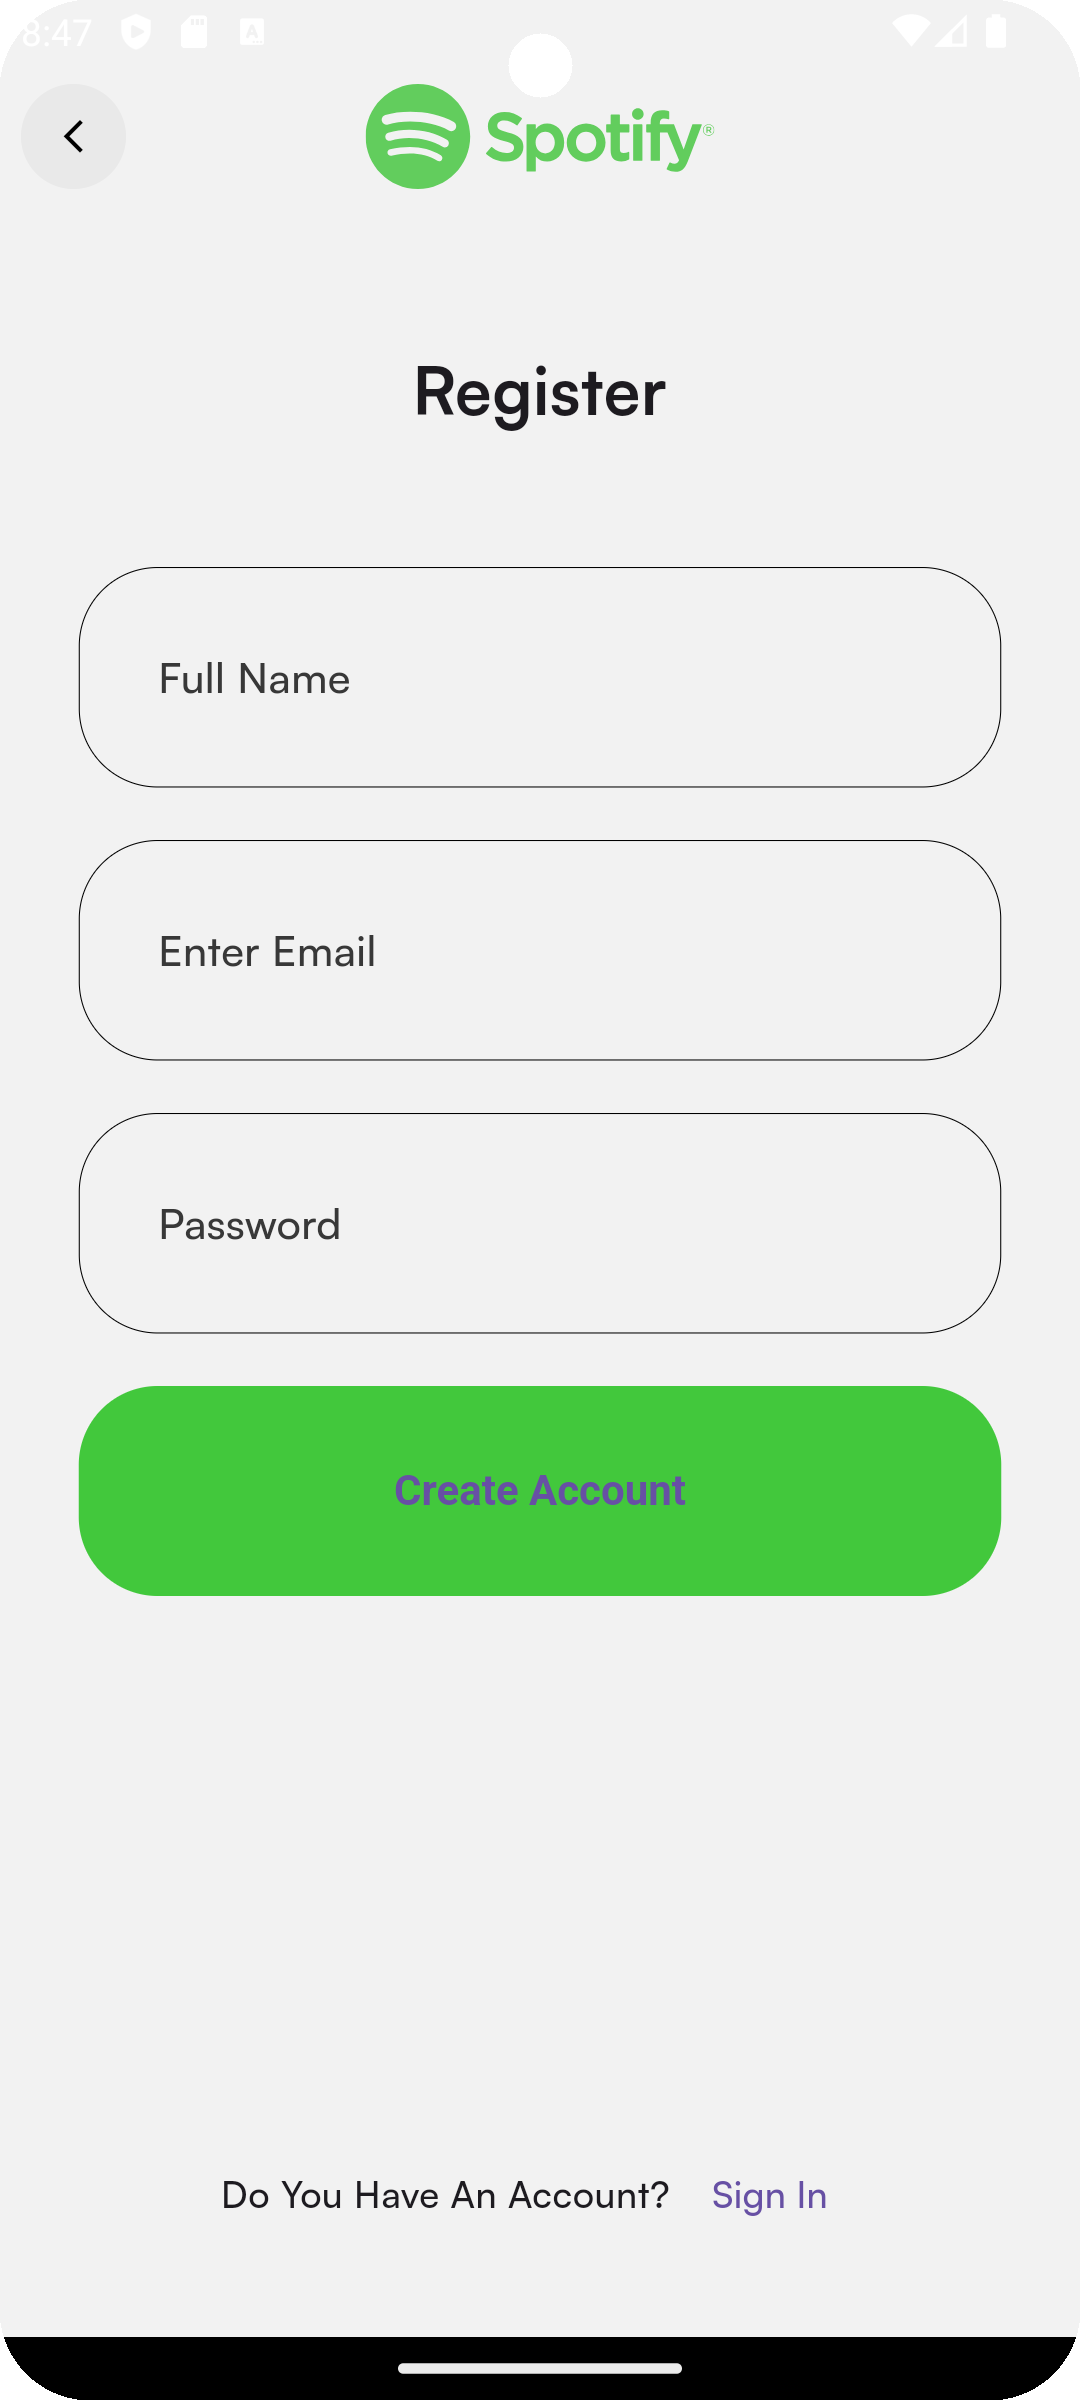 8:47
Spotify®
Register
Full Name
Enter Email
Password
Create Account
Do You Have An Account? Sign In